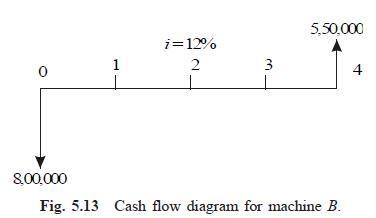 5,50,000
i=12%
0 1 2 3 4
8,00,000
Fig. 5.13 Cash flow diagram for machine B.